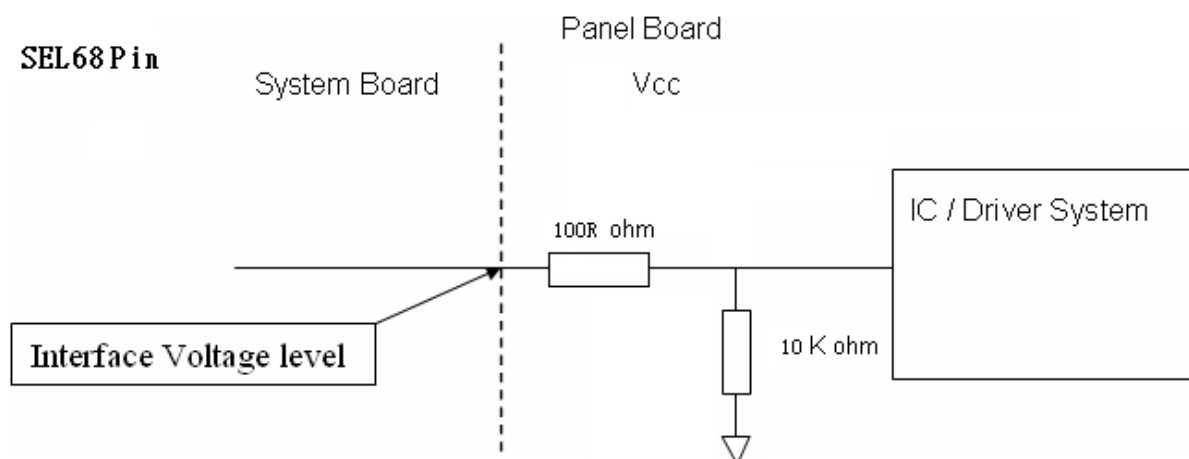 Panel Board
SEL68 Pin
System Board
Vcc
IC / Driver System
100R ohm
Interface Voltage level
10 K ohm